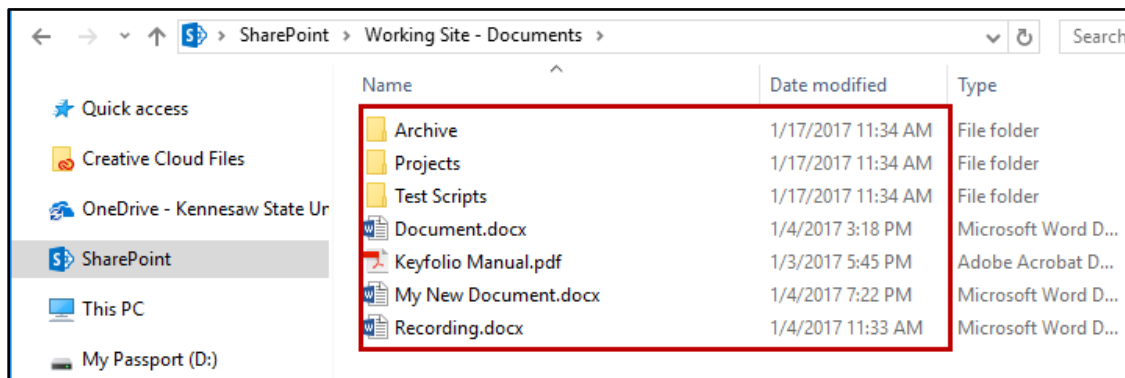 SharePoint > Working Site - Documents >
Search
Name Date modified Type
Quick access
Creative Cloud Files
OneDrive - Kennesaw State Un
SharePoint
This PC
My Passport (D:)
Archive 1/17/2017 11:34 AM File folder
Projects 1/17/2017 11:34 AM File folder
Test Scripts 1/17/2017 11:34 AM File folder
Document.docx 1/4/2017 3:18 PM Microsoft Word D...
Keyfolio Manual.pdf 1/3/2017 5:45 PM Adobe Acrobat D...
My New Document.docx 1/4/2017 7:22 PM Microsoft Word D...
Recording.docx 1/4/2017 11:33 AM Microsoft Word D...